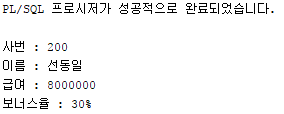 PL/SQL 프로시저가 성공적으로 완료되었습니다.
사번 : 200
이름 : 선동일
급여 : 8000000
보너스율 : 30%